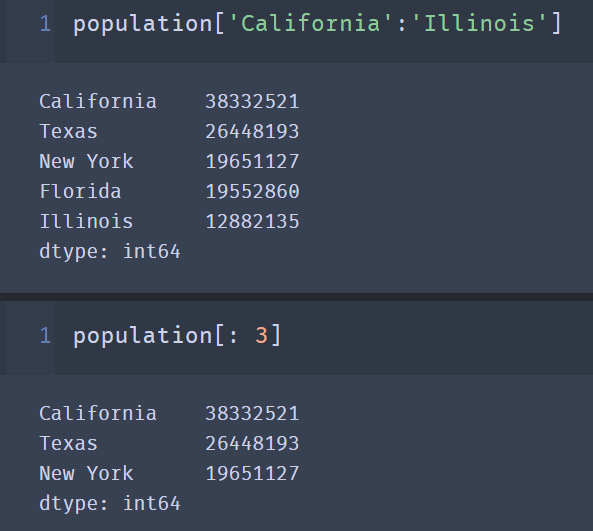 1 population['California':'Illinois']
California    38332521
Texas         26448193
New York      19651127
Florida       19552860
Illinois      12882135
dtype: int64
1 population[: 3]
California    38332521
Texas         26448193
New York      19651127
dtype: int64